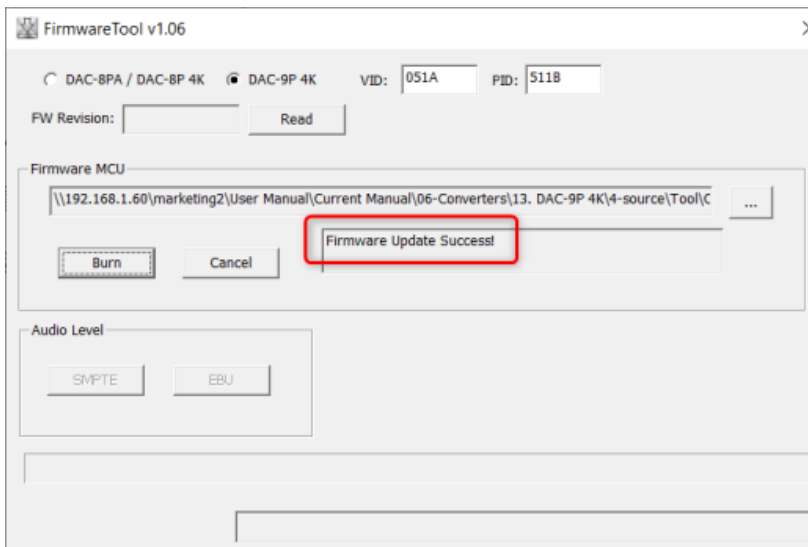 FirmwareTool v1.06
DAC-8PA / DAC-8P 4K DAC-9P 4K VID: 051A PID: 511B
FW Revision: Read
Firmware MCU
\\192.168.1.60\marketing2\User Manual\Current Manual\06-Converters\13. DAC-9P 4K\4-source\Tool\C ...
Firmware Update Success!
Burn Cancel
Audio Level
SMPTE EBU